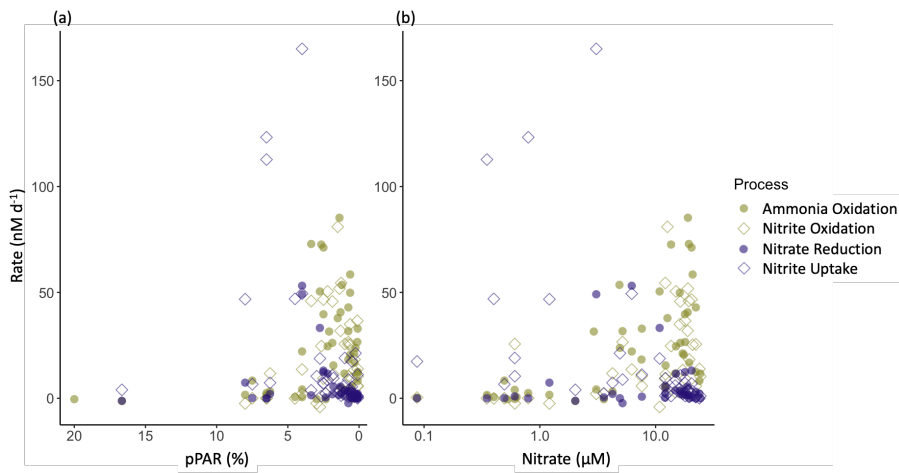 (a)
(b)
150
100
50
0
Rate (nM d-1)
20
15
10
5
0
pPAR (%)
150
100
50
0
0.1
1.0
10.0
Nitrate (µM)
Process
Ammonia Oxidation
Nitrite Oxidation
Nitrate Reduction
Nitrite Uptake